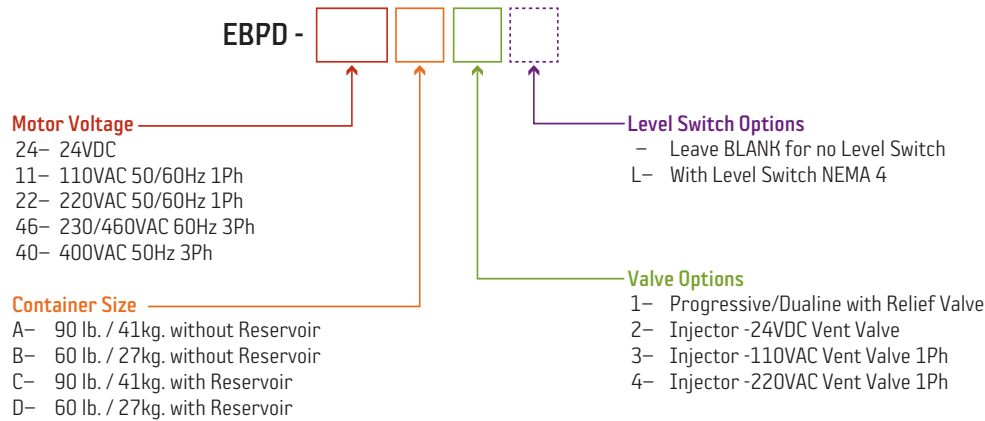 EBPD -
Motor Voltage
24– 24VDC
11– 110VAC 50/60Hz 1Ph
22– 220VAC 50/60Hz 1Ph
46– 230/460VAC 60Hz 3Ph
40– 400VAC 50Hz 3Ph
Container Size
A– 90 lb. / 41kg. without Reservoir
B– 60 lb. / 27kg. without Reservoir
C– 90 lb. / 41kg. with Reservoir
D– 60 lb. / 27kg. with Reservoir
Level Switch Options
– Leave BLANK for no Level Switch
L– With Level Switch NEMA 4
Valve Options
1– Progressive/Dualine with Relief Valve
2– Injector -24VDC Vent Valve
3– Injector -110VAC Vent Valve 1Ph
4– Injector -220VAC Vent Valve 1Ph